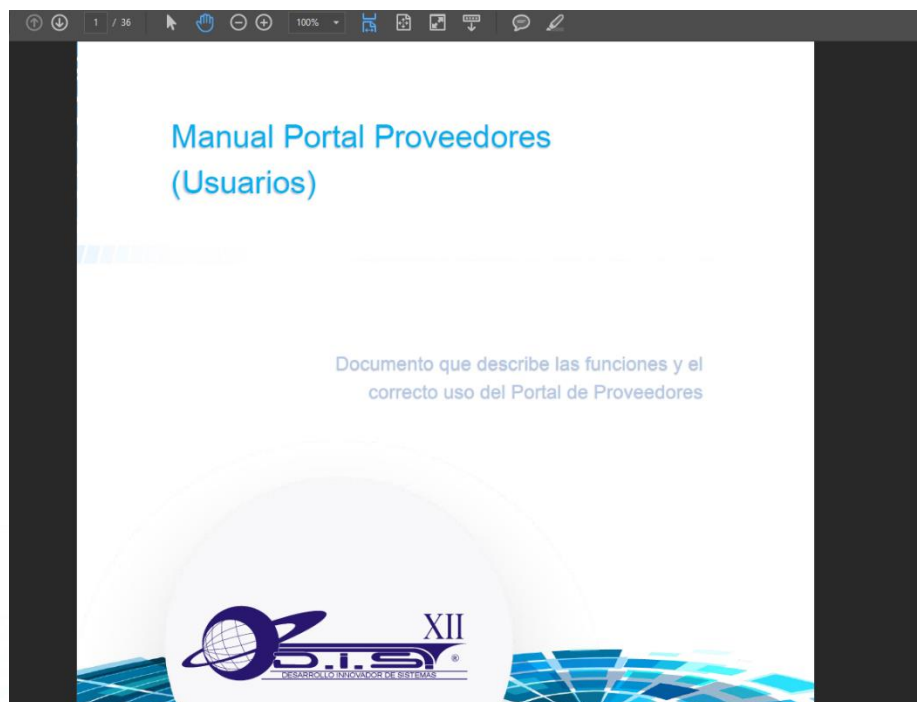 1 / 36
100%
Manual Portal Proveedores
(Usuarios)
Documento que describe las funciones y el
correcto uso del Portal de Proveedores
XII
D.I.S. ®
DESARROLLO INNOVADOR DE SISTEMAS